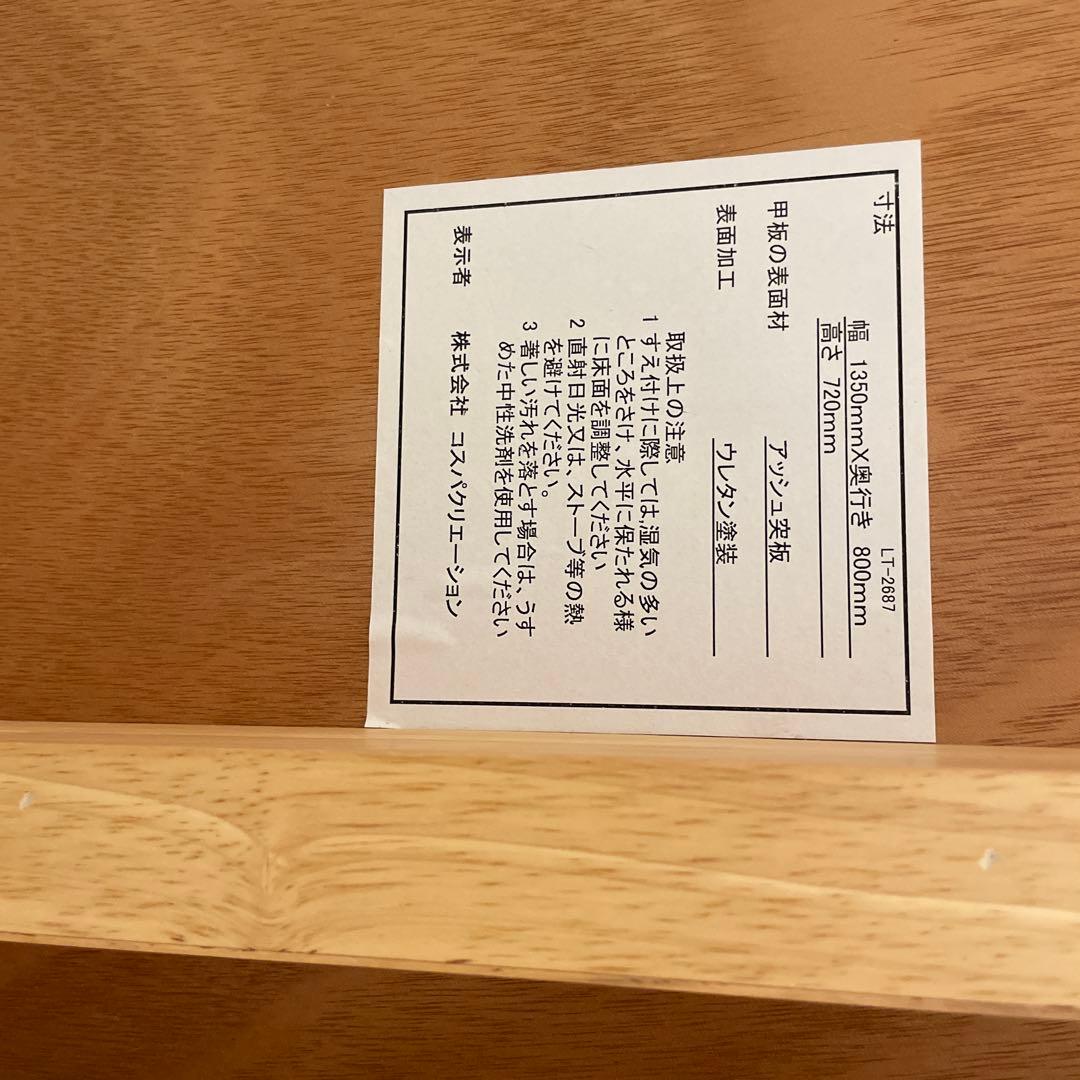 LT-2687
寸法 幅 1350mmX奥行き 800mm
高さ 720mm
甲板の表面材 アッシュ突板
表面加工 ウレタン塗装
取扱上の注意
1 すえ付けに際しては,湿気の多い
ところをさけ、水平に保たれる様
に床面を調整してください
2 直射日光又は、ストーブ等の熱
を避けてください。
3 著しい汚れを落とす場合は、うす
めた中性洗剤を使用してください
表示者 株式会社 コスパクリエーション